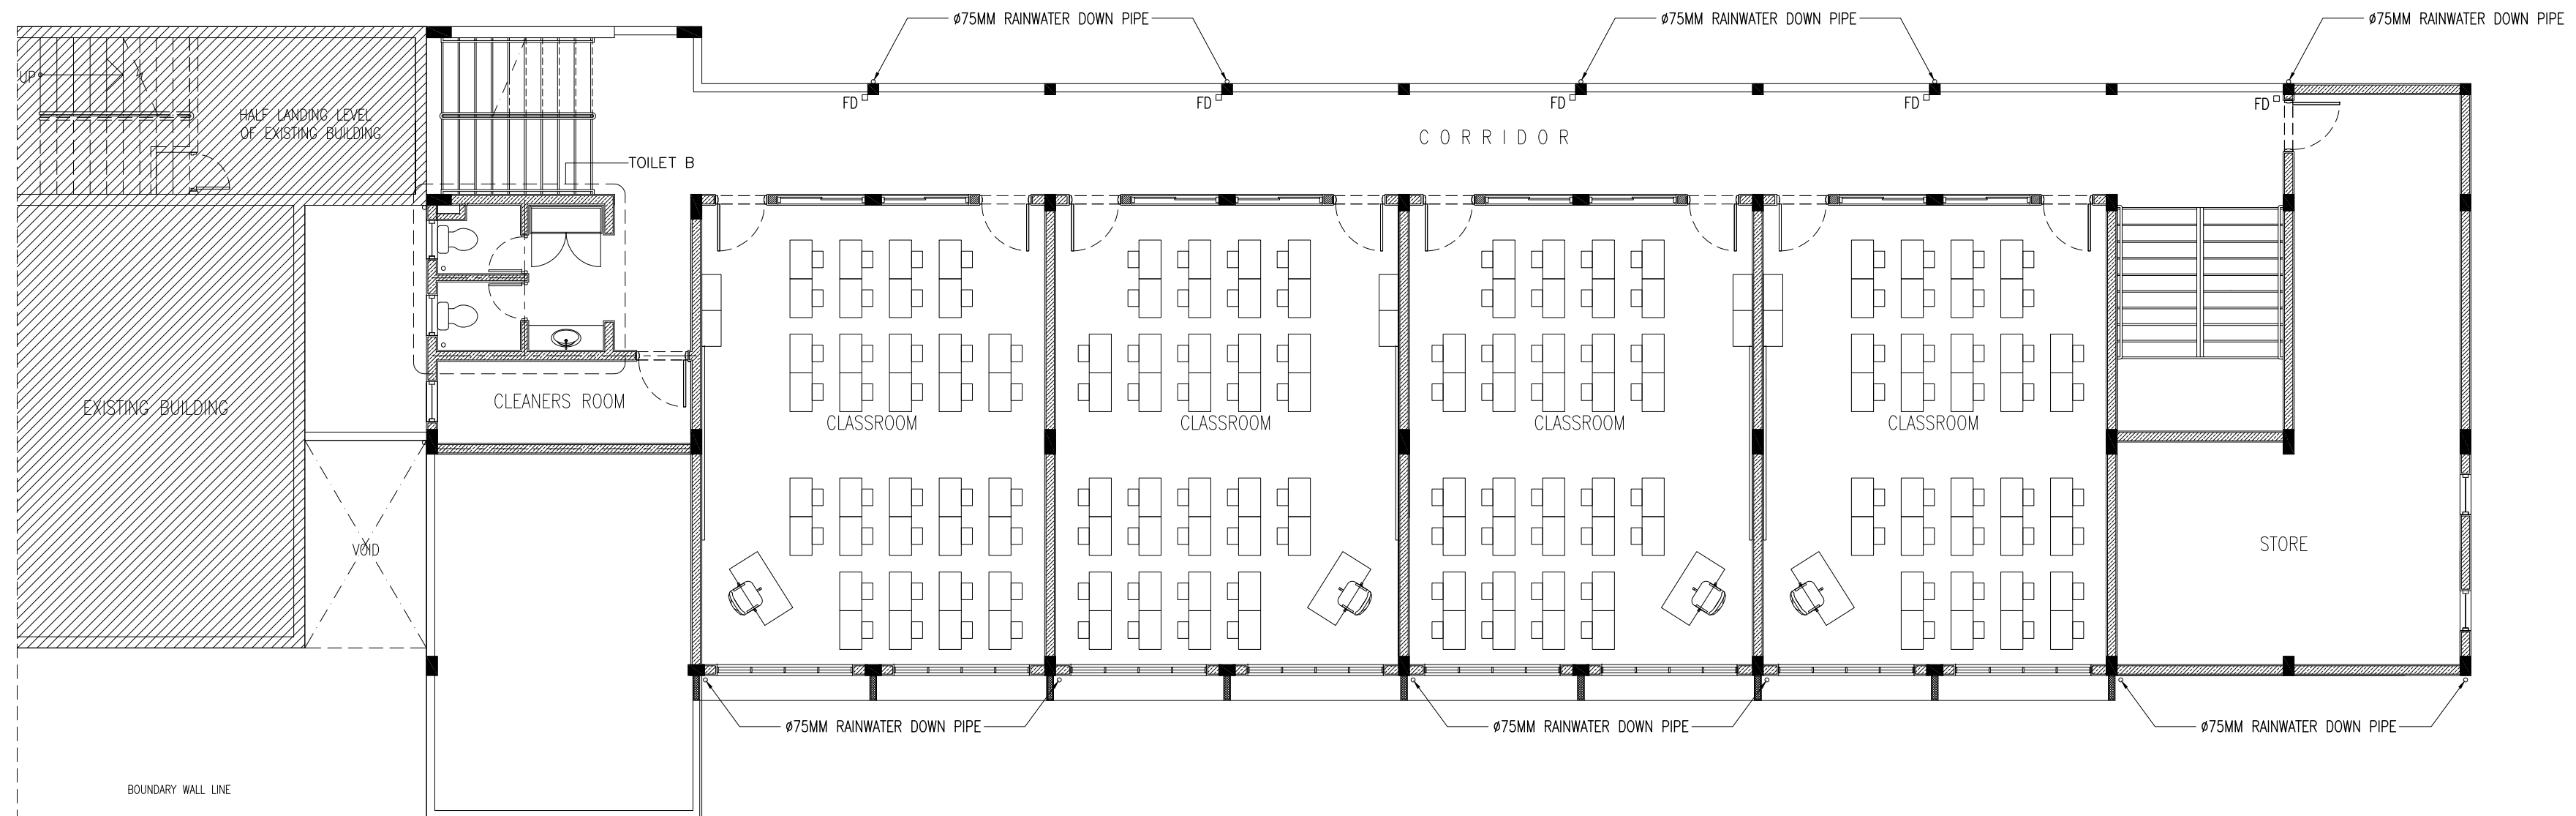 ø75MM RAINWATER DOWN PIPE
ø75MM RAINWATER DOWN PIPE
ø75MM RAINWATER DOWN PIPE
UP
HALF LANDING LEVEL
OF EXISTING BUILDING
FD
FD
FD
FD
FD
CORRIDOR
TOILET B
EXISTING BUILDING
CLEANERS ROOM
CLASSROOM
CLASSROOM
CLASSROOM
CLASSROOM
VOID
STORE
ø75MM RAINWATER DOWN PIPE
ø75MM RAINWATER DOWN PIPE
ø75MM RAINWATER DOWN PIPE
BOUNDARY WALL LINE